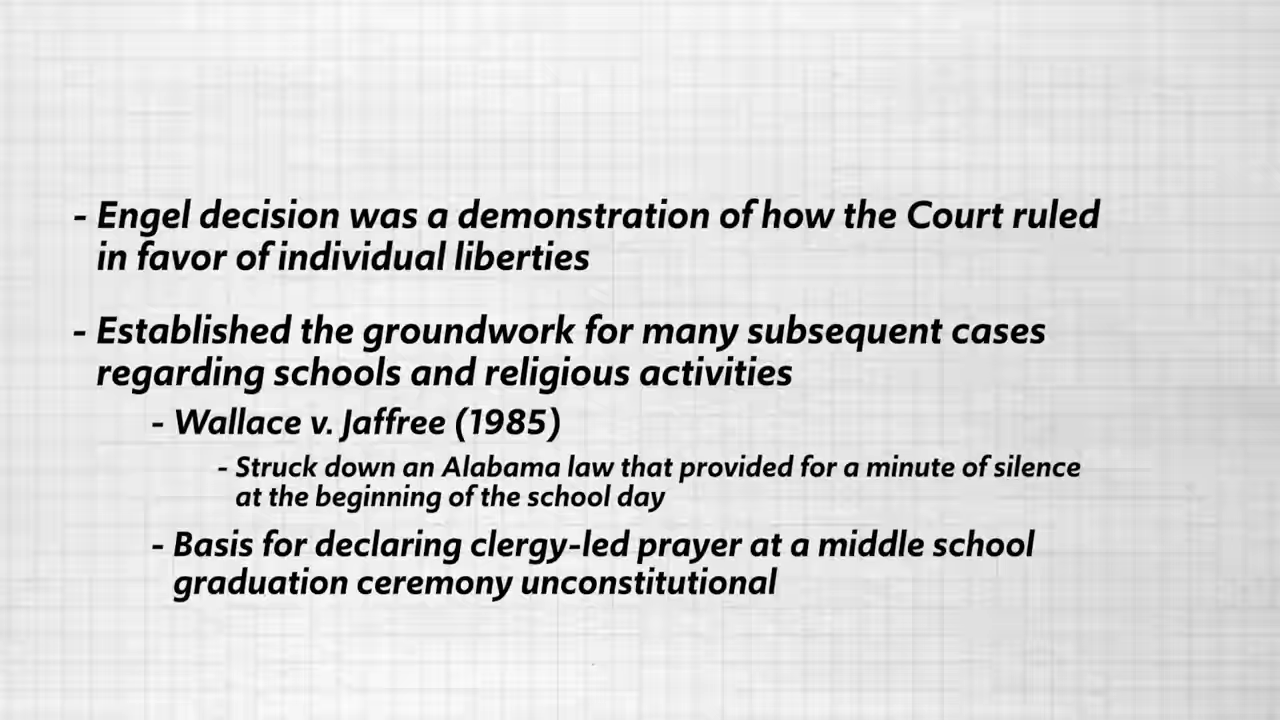 - Engel decision was a demonstration of how the Court ruled
in favor of individual liberties
- Established the groundwork for many subsequent cases
regarding schools and religious activities
- Wallace v. Jaffree (1985)
- Struck down an Alabama law that provided for a minute of silence
at the beginning of the school day
- Basis for declaring clergy-led prayer at a middle school
graduation ceremony unconstitutional